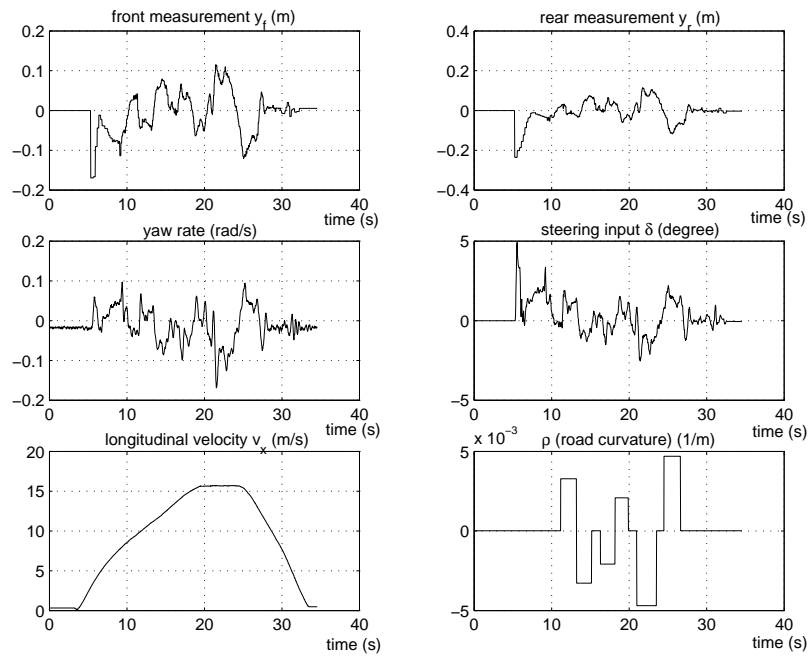 front measurement y_f (m)
0.2
0.1
0
−0.1
−0.2
0 10 20 30 40
time (s)
rear measurement y_r (m)
0.4
0.2
0
−0.2
−0.4
0 10 20 30 40
time (s)
yaw rate (rad/s)
0.2
0.1
0
−0.1
−0.2
0 10 20 30 40
time (s)
steering input δ (degree)
5
0
−5
0 10 20 30 40
time (s)
longitudinal velocity v_x (m/s)
20
15
10
5
0
0 10 20 30 40
time (s)
x 10^−3 ρ (road curvature) (1/m)
5
0
−5
0 10 20 30 40
time (s)